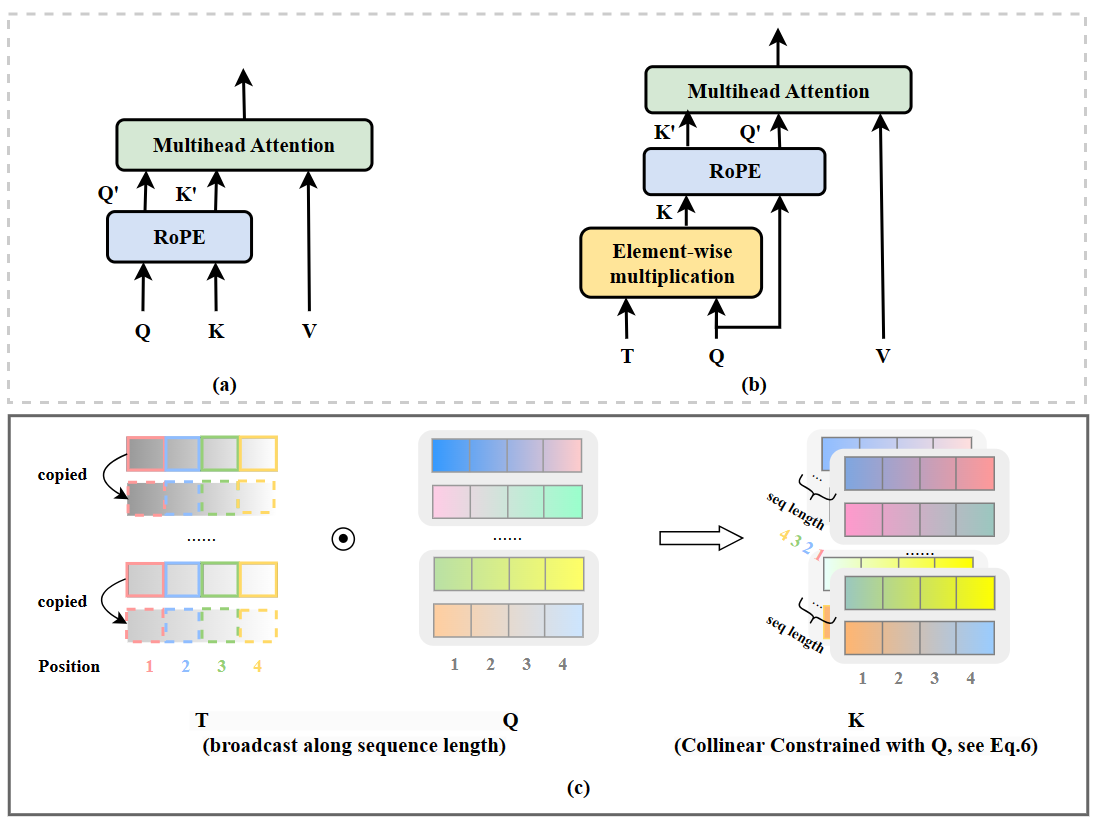 Multihead Attention
Q'
K'
RoPE
Q
K
V
(a)
Multihead Attention
K'
Q'
RoPE
K
Element-wise
multiplication
T
Q
V
(b)
copied
......
copied
Position
1 2 3 4
......
1 2 3 4
...
seq length
4 3 2 1
......
...
seq length
1 2 3 4
T
Q
(broadcast along sequence length)
K
(Collinear Constrained with Q, see Eq.6)
(c)